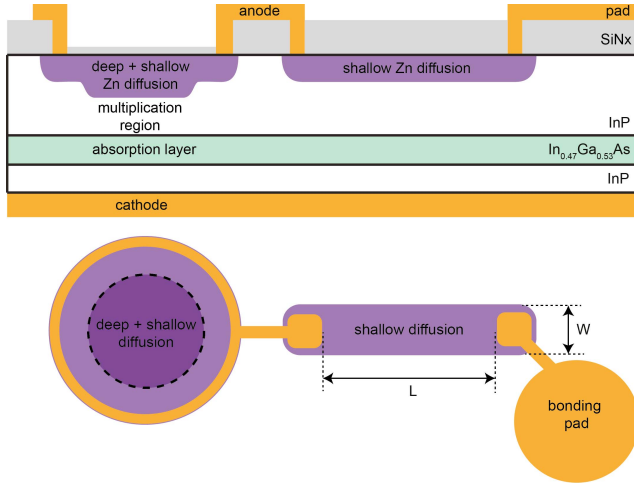 anode
pad
SiNx
deep + shallow
Zn diffusion
shallow Zn diffusion
multiplication
region
InP
absorption layer
In0.47Ga0.53As
InP
cathode
deep + shallow
diffusion
shallow diffusion
W
L
bonding
pad